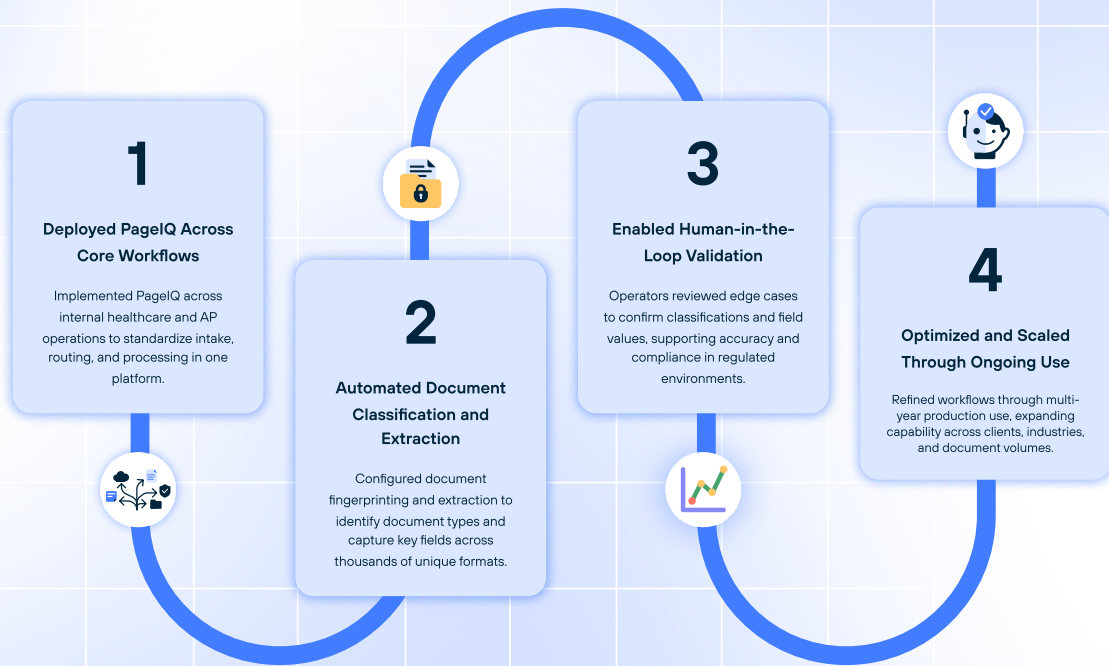 1
Deployed PageIQ Across
Core Workflows
Implemented PageIQ across
internal healthcare and AP
operations to standardize intake,
routing, and processing in one
platform.
2
Automated Document
Classification and
Extraction
Configured document
fingerprinting and extraction to
identify document types and
capture key fields across
thousands of unique formats.
3
Enabled Human-in-the-
Loop Validation
Operators reviewed edge cases
to confirm classifications and field
values, supporting accuracy and
compliance in regulated
environments.
4
Optimized and Scaled
Through Ongoing Use
Refined workflows through multi-
year production use, expanding
capability across clients, industries,
and document volumes.